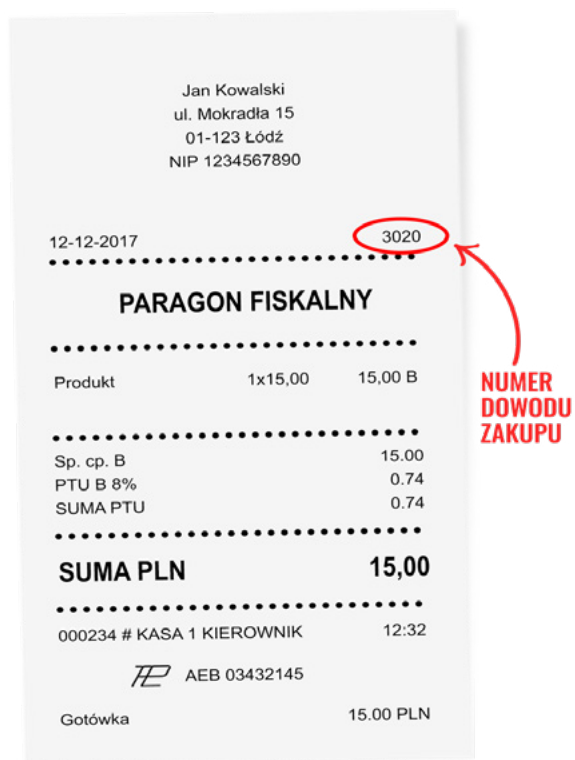 Jan Kowalski
ul. Mokradła 15
01-123 Łódź
NIP 1234567890
12-12-2017 3020
PARAGON FISKALNY
Produkt 1x15,00 15,00 B
NUMER
DOWODU
ZAKUPU
Sp. cp. B 15.00
PTU B 8% 0.74
SUMA PTU 0.74
SUMA PLN 15,00
000234 # KASA 1 KIEROWNIK 12:32
AEB 03432145
Gotówka 15.00 PLN